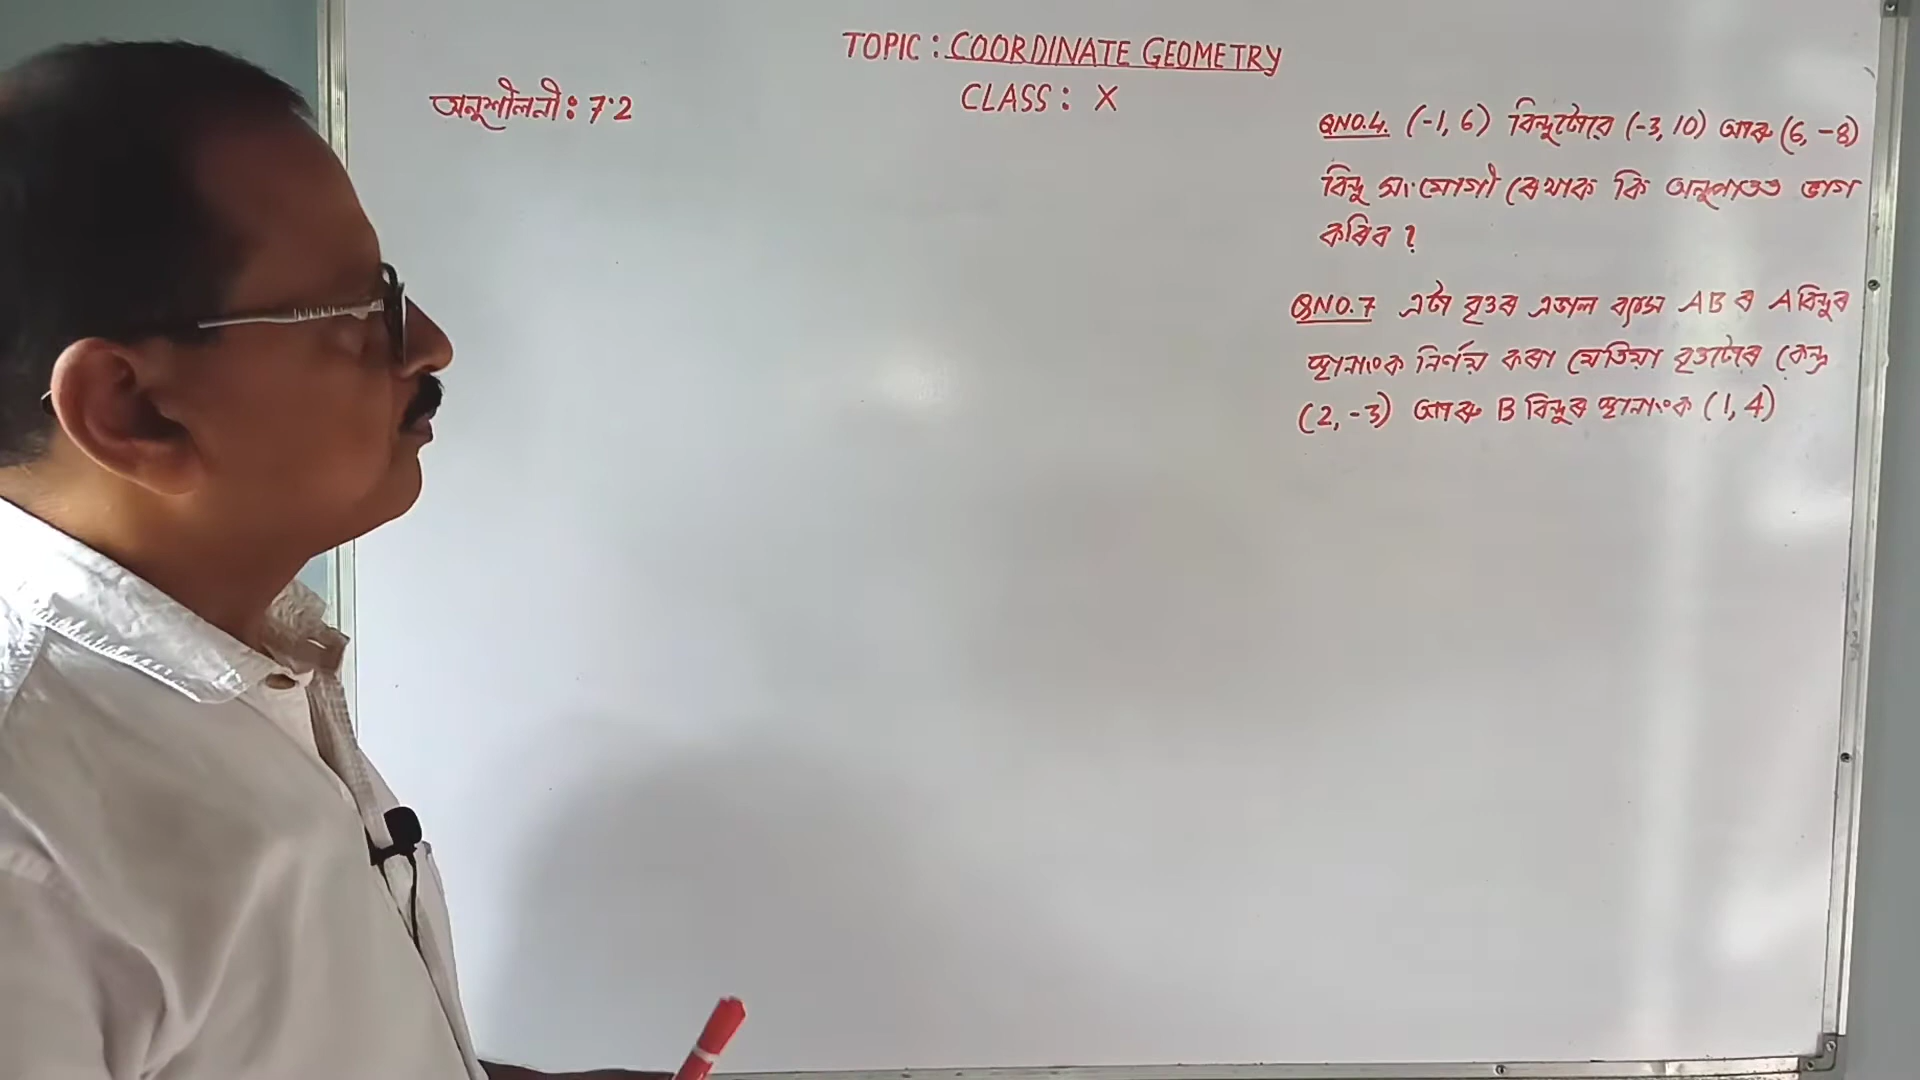 TOPIC : COORDINATE GEOMETRY
CLASS : X
অনুশীলনী : 7.2
QNO.4. (-1, 6) বিন্দুটোৱে (-3, 10) আৰু (6, -8)
বিন্দু সংযোগী ৰেখাক কি অনুপাতত ভাগ
কৰিব ?
QNO.7 এটা বৃত্তৰ এডাল ব্যাস AB ৰ A বিন্দুৰ
স্থানাংক নিৰ্ণয় কৰা যেতিয়া বৃত্তটোৰ কেন্দ্ৰ
(2, -3) আৰু B বিন্দুৰ স্থানাংক (1, 4)